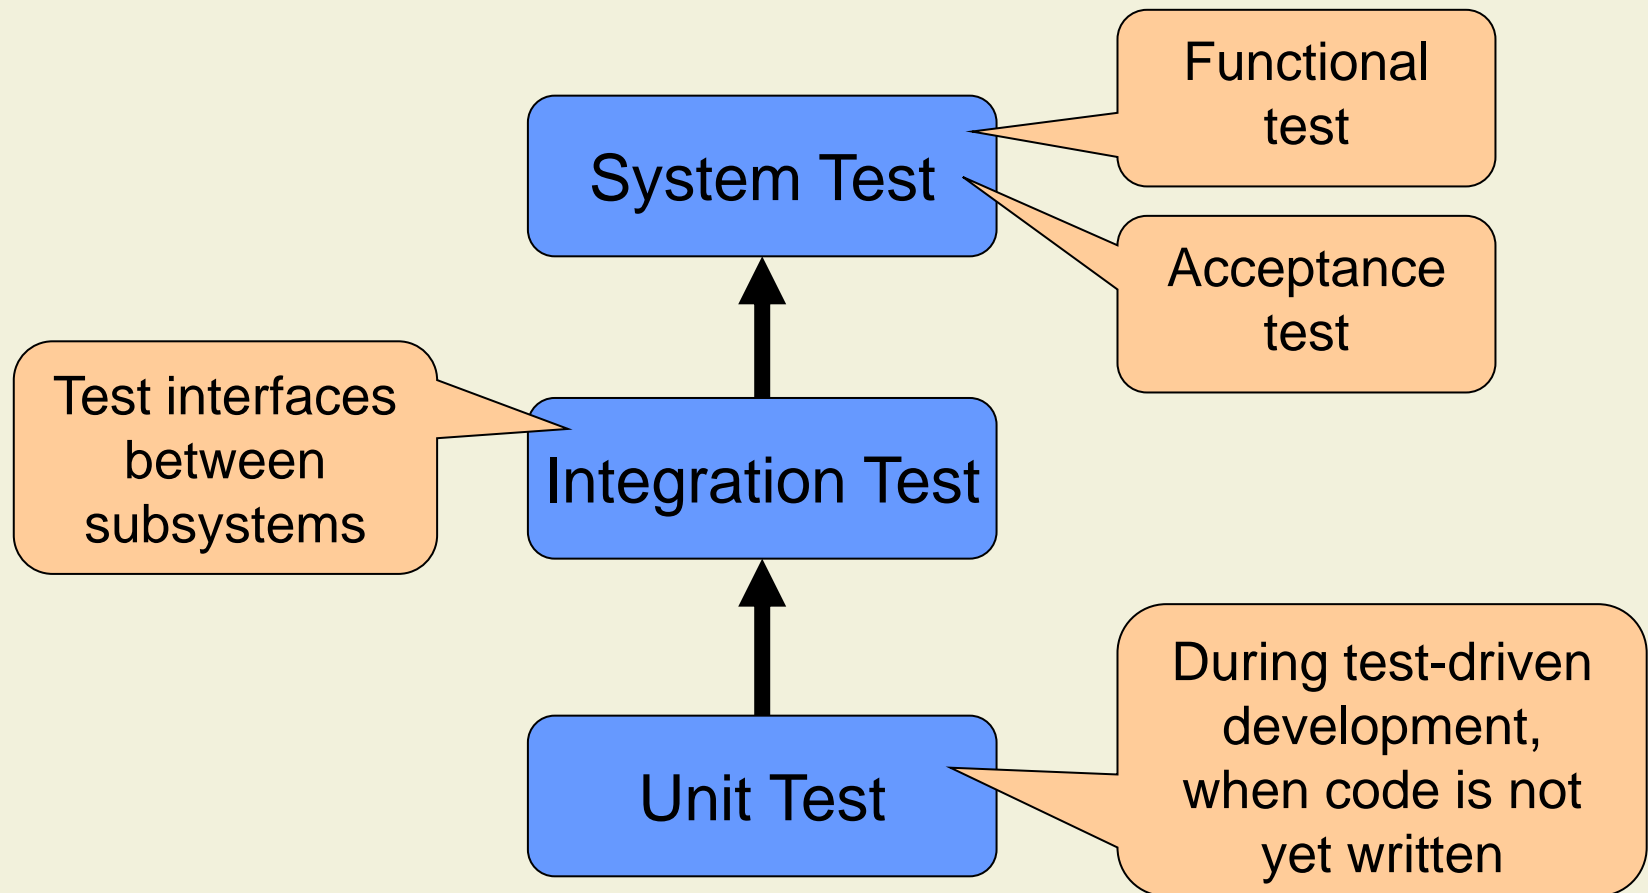 Functional
test
System Test
Acceptance
test
Test interfaces
between
subsystems
Integration Test
During test-driven
development,
when code is not
yet written
Unit Test